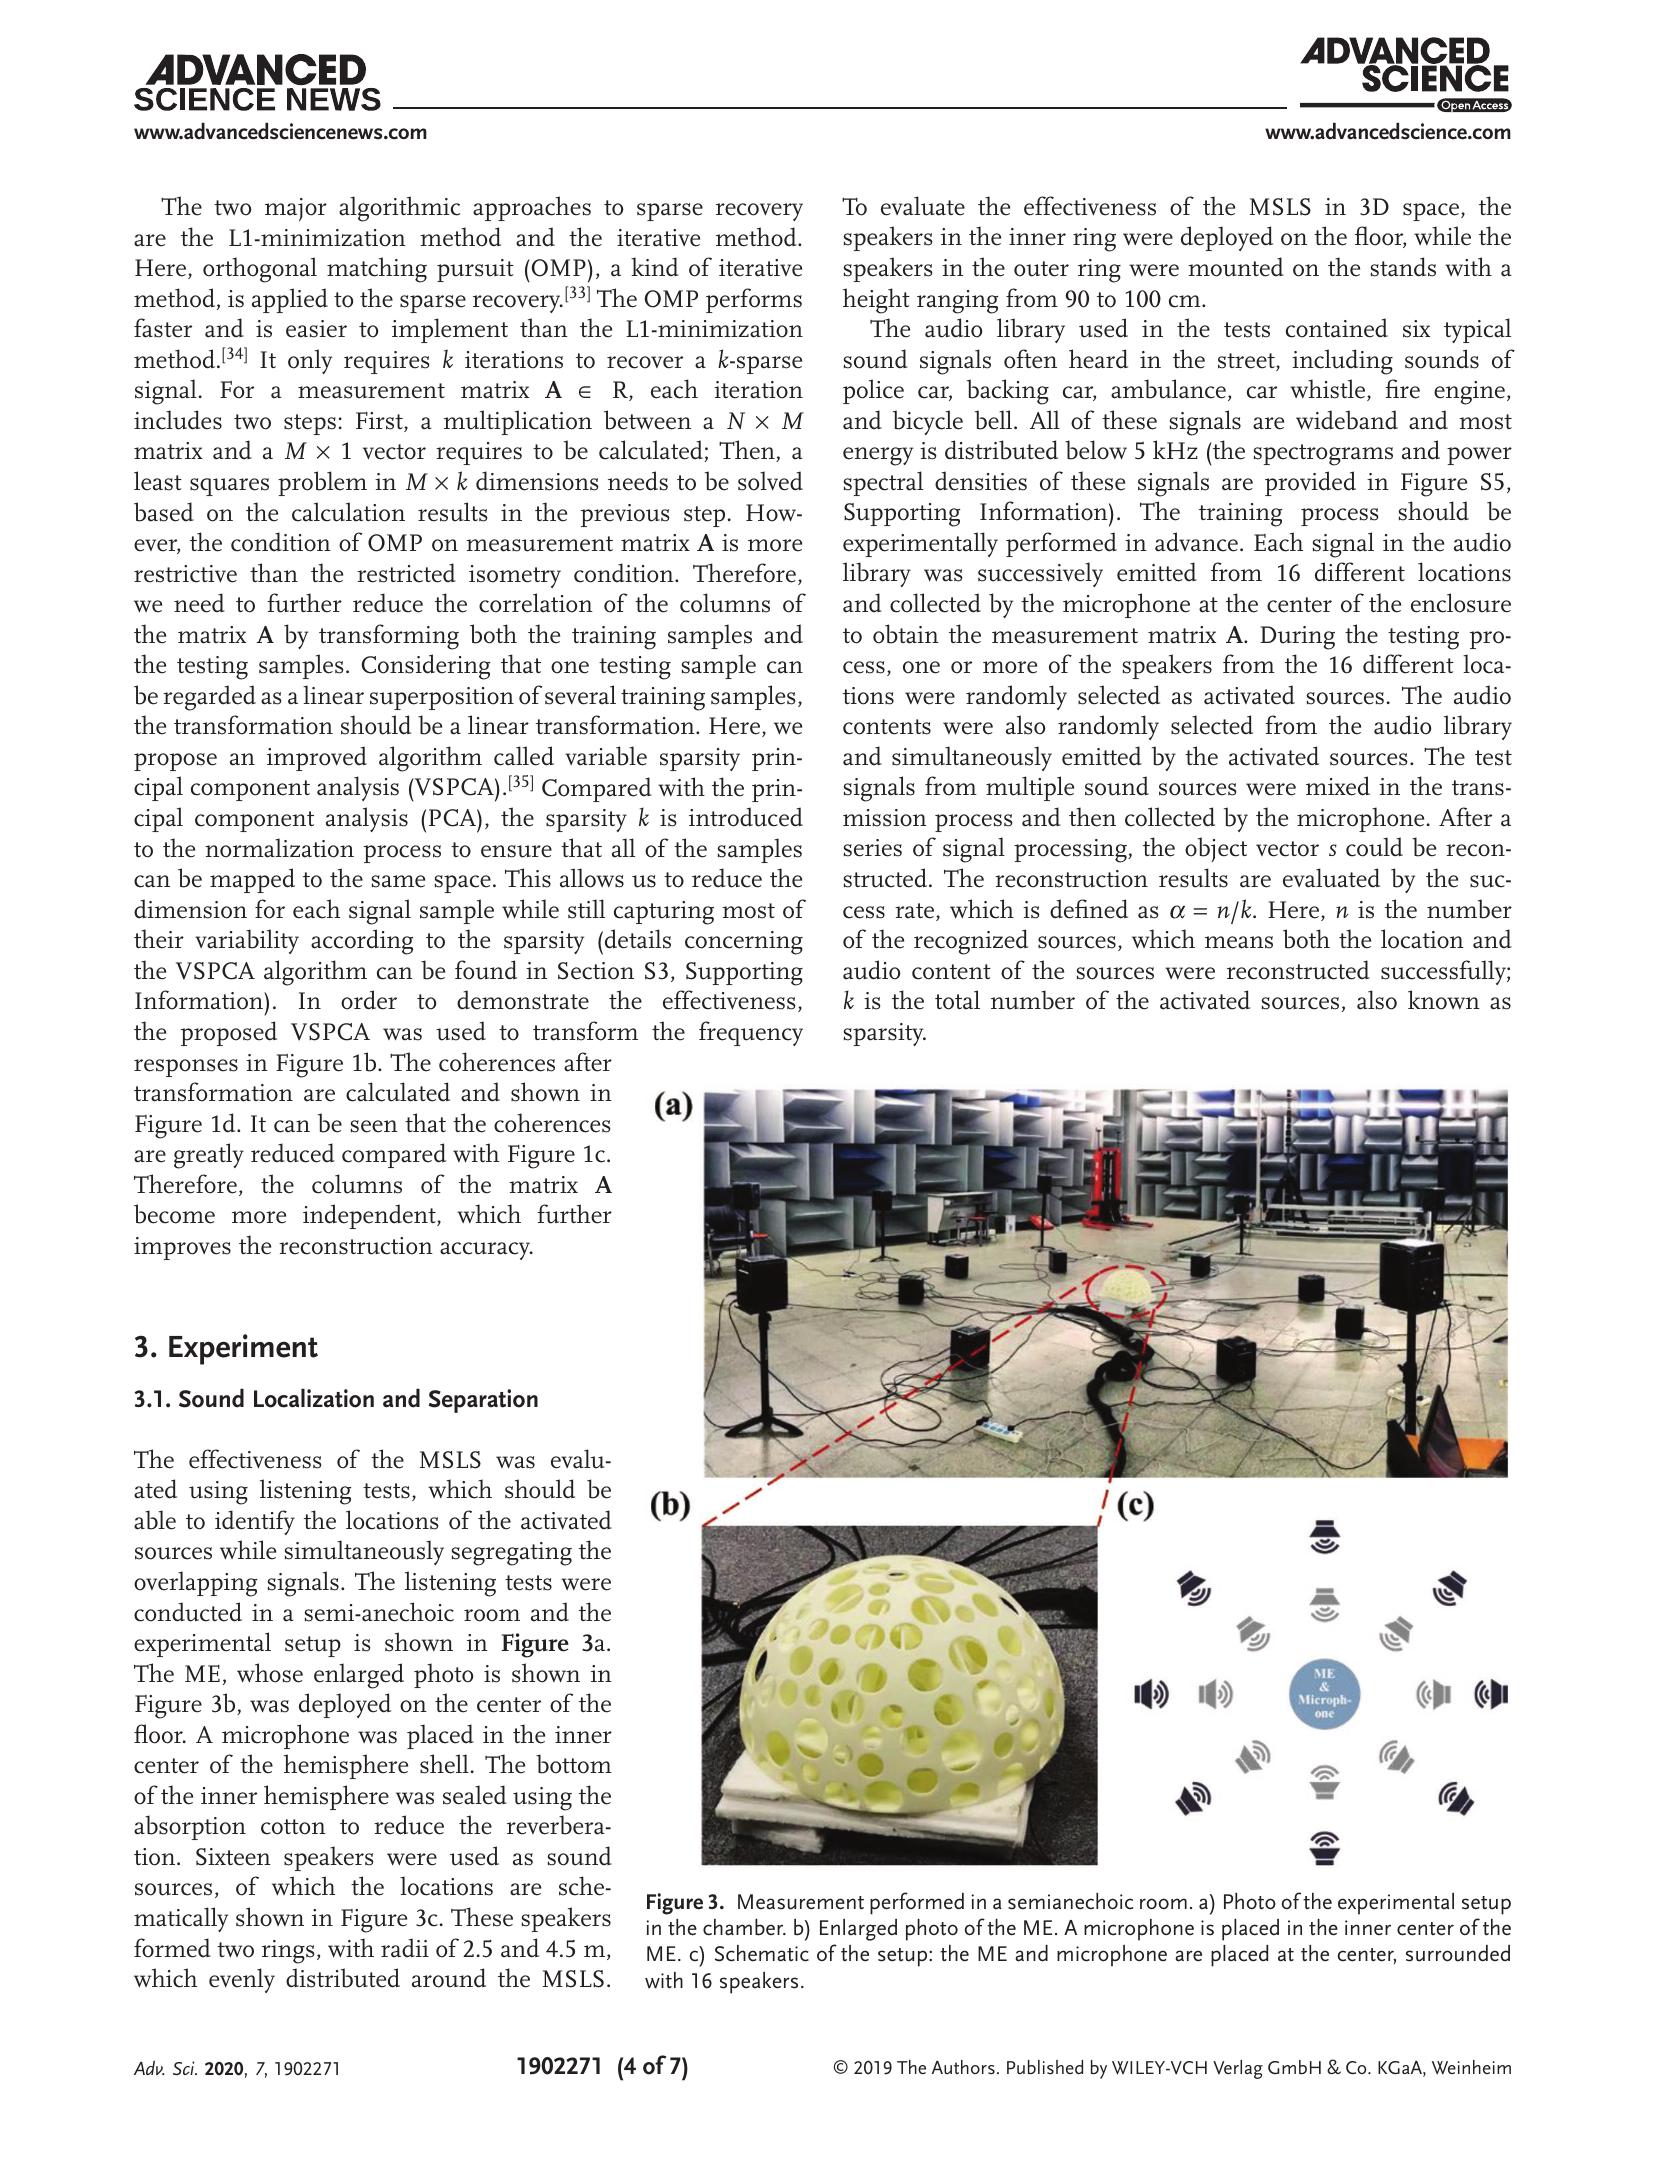 ADVANCED
SCIENCE NEWS
www.advancedsciencenews.com
ADVANCED
SCIENCE
Open Access
www.advancedscience.com
The two major algorithmic approaches to sparse recovery
are the L1-minimization method and the iterative method.
Here, orthogonal matching pursuit (OMP), a kind of iterative
method, is applied to the sparse recovery.[33] The OMP performs
faster and is easier to implement than the L1-minimization
method.[34] It only requires k iterations to recover a k-sparse
signal. For a measurement matrix A ∈ R, each iteration
includes two steps: First, a multiplication between a N × M
matrix and a M × 1 vector requires to be calculated; Then, a
least squares problem in M × k dimensions needs to be solved
based on the calculation results in the previous step. How-
ever, the condition of OMP on measurement matrix A is more
restrictive than the restricted isometry condition. Therefore,
we need to further reduce the correlation of the columns of
the matrix A by transforming both the training samples and
the testing samples. Considering that one testing sample can
be regarded as a linear superposition of several training samples,
the transformation should be a linear transformation. Here, we
propose an improved algorithm called variable sparsity prin-
cipal component analysis (VSPCA).[35] Compared with the prin-
cipal component analysis (PCA), the sparsity k is introduced
to the normalization process to ensure that all of the samples
can be mapped to the same space. This allows us to reduce the
dimension for each signal sample while still capturing most of
their variability according to the sparsity (details concerning
the VSPCA algorithm can be found in Section S3, Supporting
Information). In order to demonstrate the effectiveness,
the proposed VSPCA was used to transform the frequency
responses in Figure 1b. The coherences after
transformation are calculated and shown in
Figure 1d. It can be seen that the coherences
are greatly reduced compared with Figure 1c.
Therefore, the columns of the matrix A
become more independent, which further
improves the reconstruction accuracy.
3. Experiment
3.1. Sound Localization and Separation
The effectiveness of the MSLS was evalu-
ated using listening tests, which should be
able to identify the locations of the activated
sources while simultaneously segregating the
overlapping signals. The listening tests were
conducted in a semi-anechoic room and the
experimental setup is shown in Figure 3a.
The ME, whose enlarged photo is shown in
Figure 3b, was deployed on the center of the
floor. A microphone was placed in the inner
center of the hemisphere shell. The bottom
of the inner hemisphere was sealed using the
absorption cotton to reduce the reverbera-
tion. Sixteen speakers were used as sound
sources, of which the locations are sche-
matically shown in Figure 3c. These speakers
formed two rings, with radii of 2.5 and 4.5 m,
which evenly distributed around the MSLS.
To evaluate the effectiveness of the MSLS in 3D space, the
speakers in the inner ring were deployed on the floor, while the
speakers in the outer ring were mounted on the stands with a
height ranging from 90 to 100 cm.
The audio library used in the tests contained six typical
sound signals often heard in the street, including sounds of
police car, backing car, ambulance, car whistle, fire engine,
and bicycle bell. All of these signals are wideband and most
energy is distributed below 5 kHz (the spectrograms and power
spectral densities of these signals are provided in Figure S5,
Supporting Information). The training process should be
experimentally performed in advance. Each signal in the audio
library was successively emitted from 16 different locations
and collected by the microphone at the center of the enclosure
to obtain the measurement matrix A. During the testing pro-
cess, one or more of the speakers from the 16 different loca-
tions were randomly selected as activated sources. The audio
contents were also randomly selected from the audio library
and simultaneously emitted by the activated sources. The test
signals from multiple sound sources were mixed in the trans-
mission process and then collected by the microphone. After a
series of signal processing, the object vector s could be recon-
structed. The reconstruction results are evaluated by the suc-
cess rate, which is defined as α = n/k. Here, n is the number
of the recognized sources, which means both the location and
audio content of the sources were reconstructed successfully;
k is the total number of the activated sources, also known as
sparsity.
(a)
(b)
(c)
ME
&
Microph-
one
Figure 3. Measurement performed in a semianechoic room. a) Photo of the experimental setup
in the chamber. b) Enlarged photo of the ME. A microphone is placed in the inner center of the
ME. c) Schematic of the setup: the ME and microphone are placed at the center, surrounded
with 16 speakers.
Adv. Sci. 2020, 7, 1902271
1902271 (4 of 7)
© 2019 The Authors. Published by WILEY-VCH Verlag GmbH & Co. KGaA, Weinheim